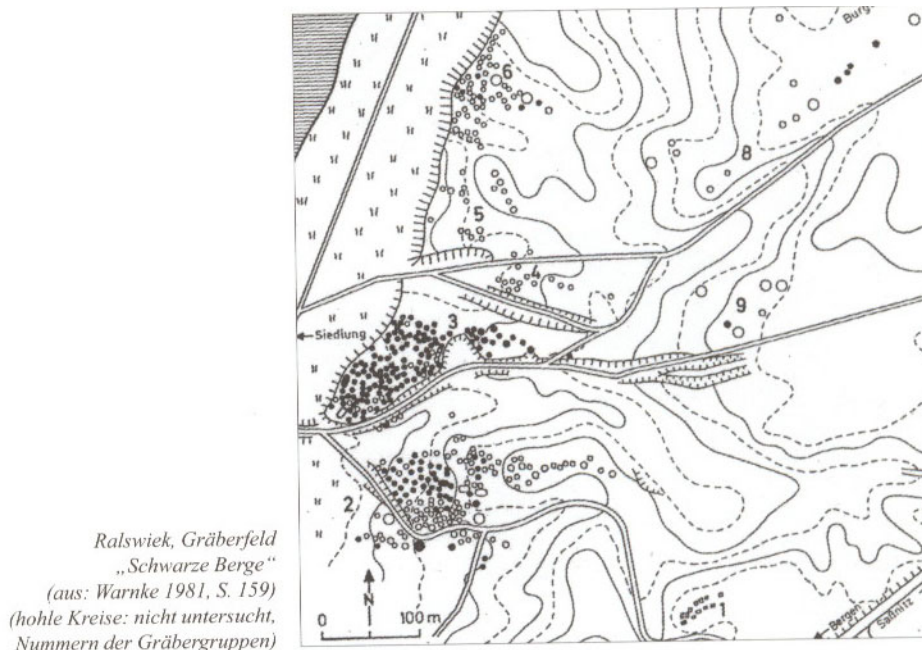 Burg
6
8
5
4
9
3
Siedlung
2
N
0 100 m
1
Bergen
Saßnitz
Ralswiek, Gräberfeld
„Schwarze Berge“
(aus: Warnke 1981, S. 159)
(hohle Kreise: nicht untersucht,
Nummern der Gräbergruppen)